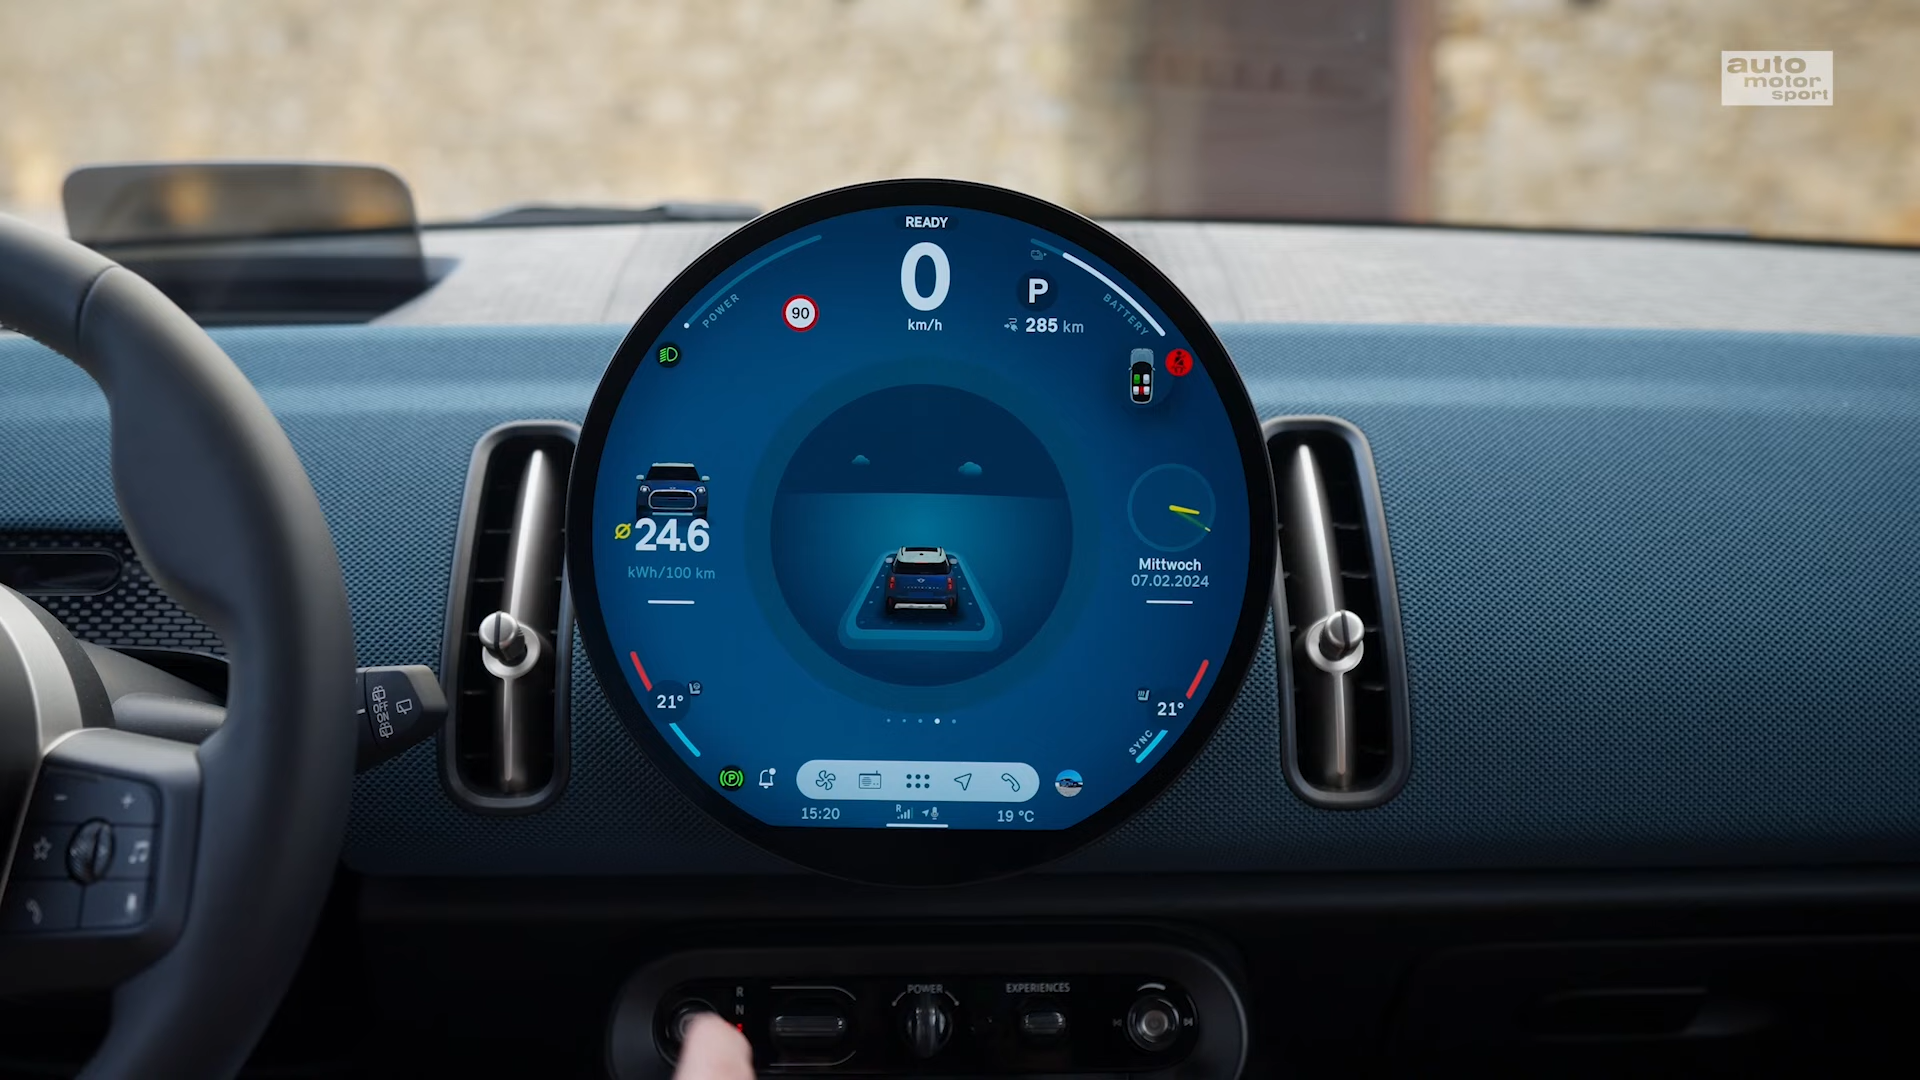 auto
motor
sport
READY
0
km/h
90
P
285 km
POWER
BATTERY
24.6
kWh/100 km
Mittwoch
07.02.2024
21°
21°
SYNC
15:20
R
19 °C
OFF
ON
R
N
POWER
EXPERIENCES